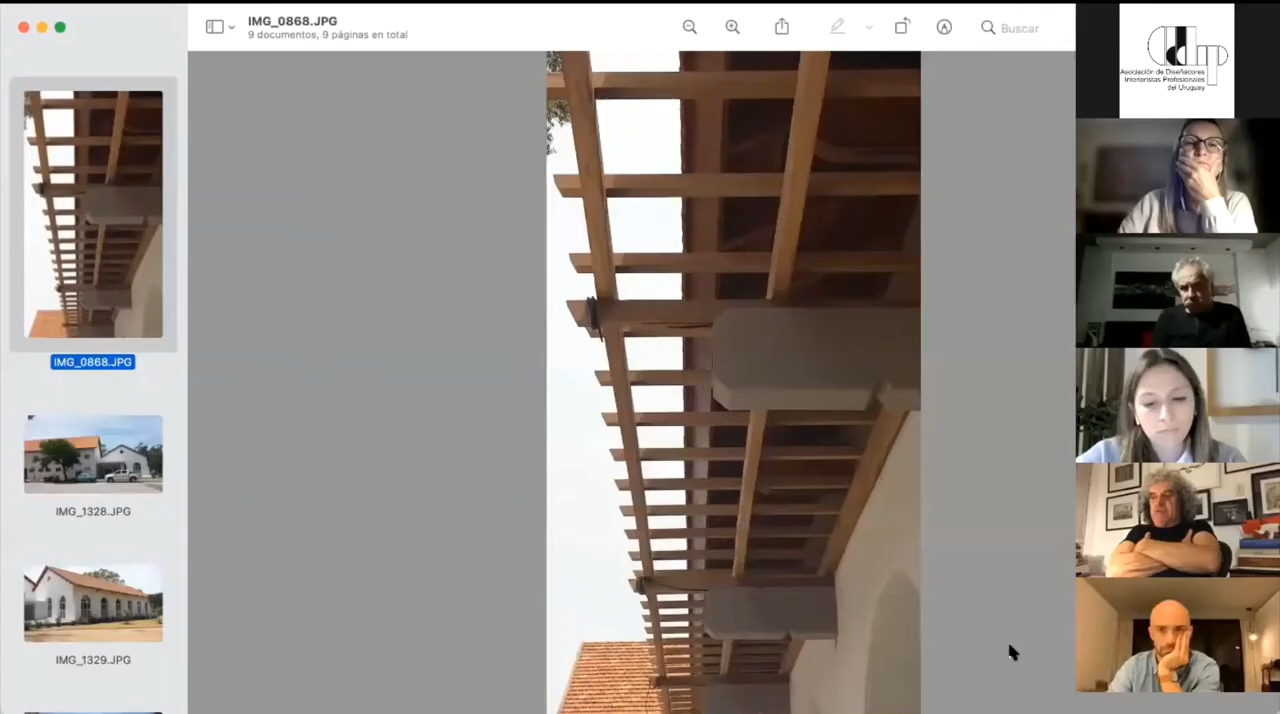 IMG_0868.JPG
9 documentos, 9 páginas en total
Buscar
IMG_0868.JPG
IMG_1328.JPG
IMG_1329.JPG
ddip
Asociación de Diseñadores
Interioristas Profesionales
del Uruguay